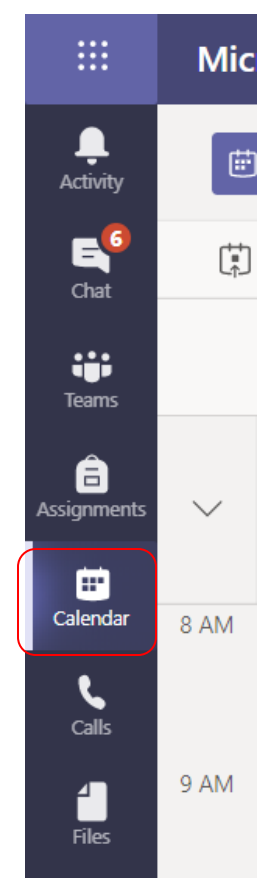 Mic
Activity
6
Chat
Teams
Assignments
Calendar
8 AM
Calls
9 AM
Files